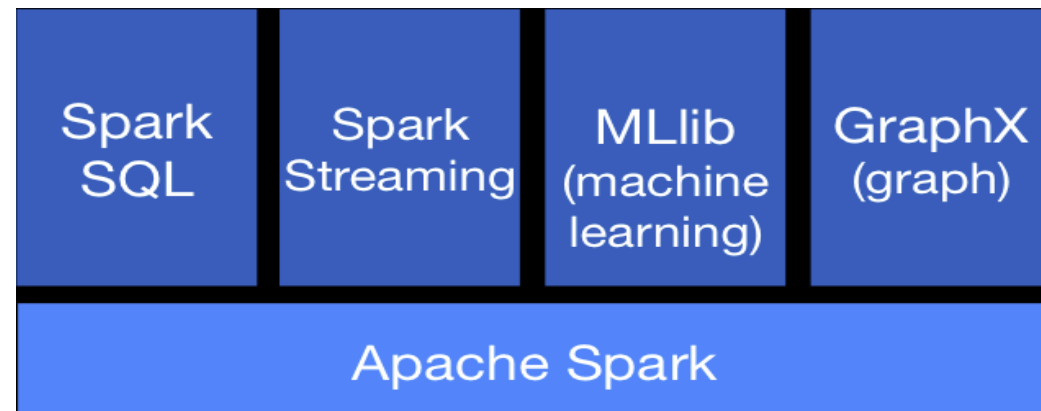 Spark
SQL
Spark
Streaming
MLlib
(machine
learning)
GraphX
(graph)
Apache Spark